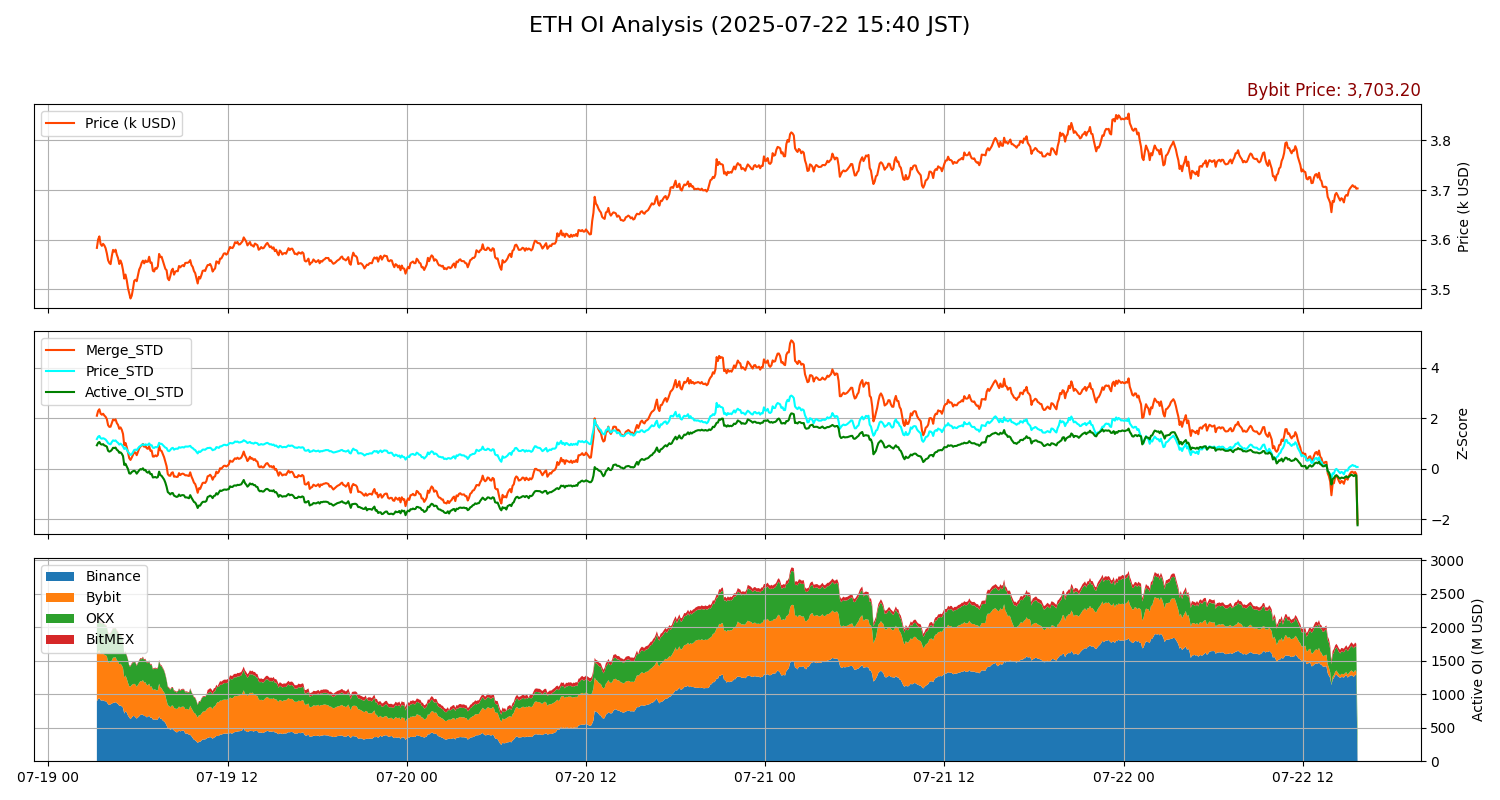 ETH OI Analysis (2025-07-22 15:40 JST)
Bybit Price: 3,703.20
Price (k USD)
3.8
3.7
3.6
3.5
Price (k USD)
Merge_STD
Price_STD
Active_OI_STD
4
2
0
−2
Z-Score
Binance
Bybit
OKX
BitMEX
3000
2500
2000
1500
1000
500
0
Active OI (M USD)
07-19 00 07-19 12 07-20 00 07-20 12 07-21 00 07-21 12 07-22 00 07-22 12